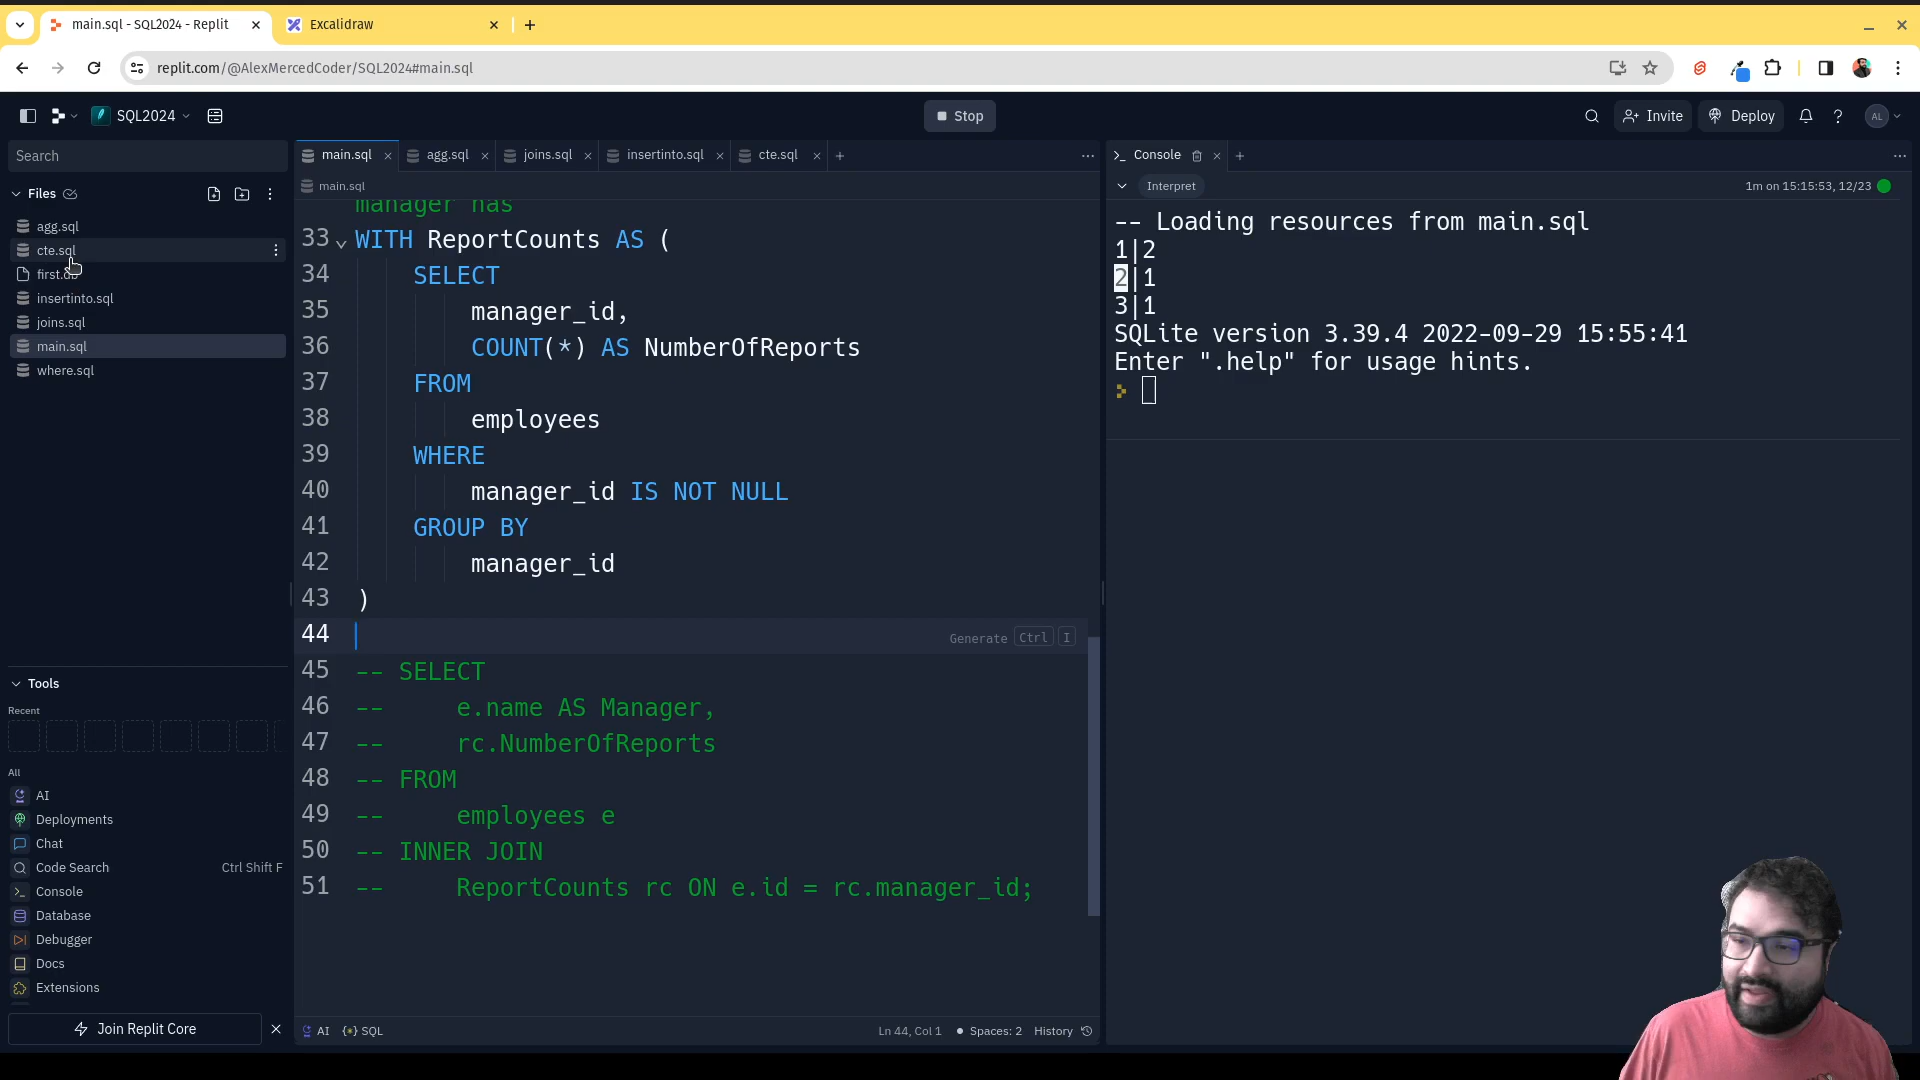 main.sql - SQL2024 - Replit
Excalidraw
replit.com/@AlexMercedCoder/SQL2024#main.sql
SQL2024
Stop
Invite
Deploy
AL
Search
Files
agg.sql
cte.sql
first.db
insertinto.sql
joins.sql
main.sql
where.sql
Tools
Recent
All
AI
Deployments
Chat
Code Search Ctrl Shift F
Console
Database
Debugger
Docs
Extensions
Join Replit Core
main.sql
agg.sql
joins.sql
insertinto.sql
cte.sql
main.sql
manager has
33 WITH ReportCounts AS (
34 SELECT
35 manager_id,
36 COUNT(*) AS NumberOfReports
37 FROM
38 employees
39 WHERE
40 manager_id IS NOT NULL
41 GROUP BY
42 manager_id
43 )
44
Generate Ctrl I
45 -- SELECT
46 -- e.name AS Manager,
47 -- rc.NumberOfReports
48 -- FROM
49 -- employees e
50 -- INNER JOIN
51 -- ReportCounts rc ON e.id = rc.manager_id;
AI
SQL
Ln 44, Col 1
Spaces: 2
History
Console
Interpret
1m on 15:15:53, 12/23
-- Loading resources from main.sql
1|2
2|1
3|1
SQLite version 3.39.4 2022-09-29 15:55:41
Enter ".help" for usage hints.